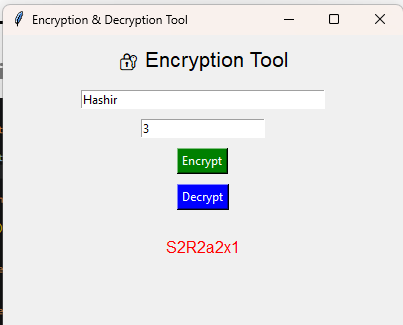 Encryption & Decryption Tool
🔐 Encryption Tool
Hashir
3
Encrypt
Decrypt
S2R2a2x1